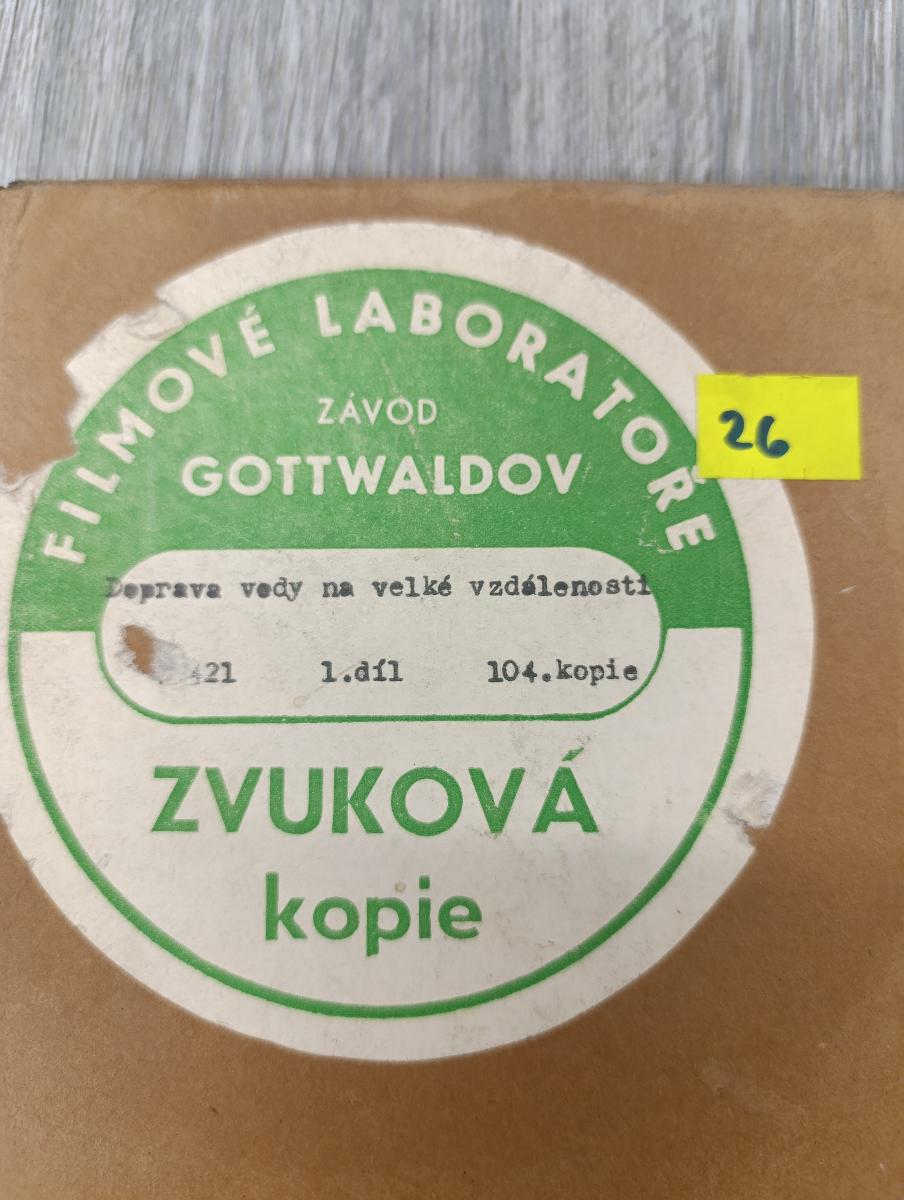 FILMOVÉ LABORATOŘE
ZÁVOD
GOTTWALDOV
26
Doprava vody na velké vzdálenosti
421 1.díl 104.kopie
ZVUKOVÁ
kopie